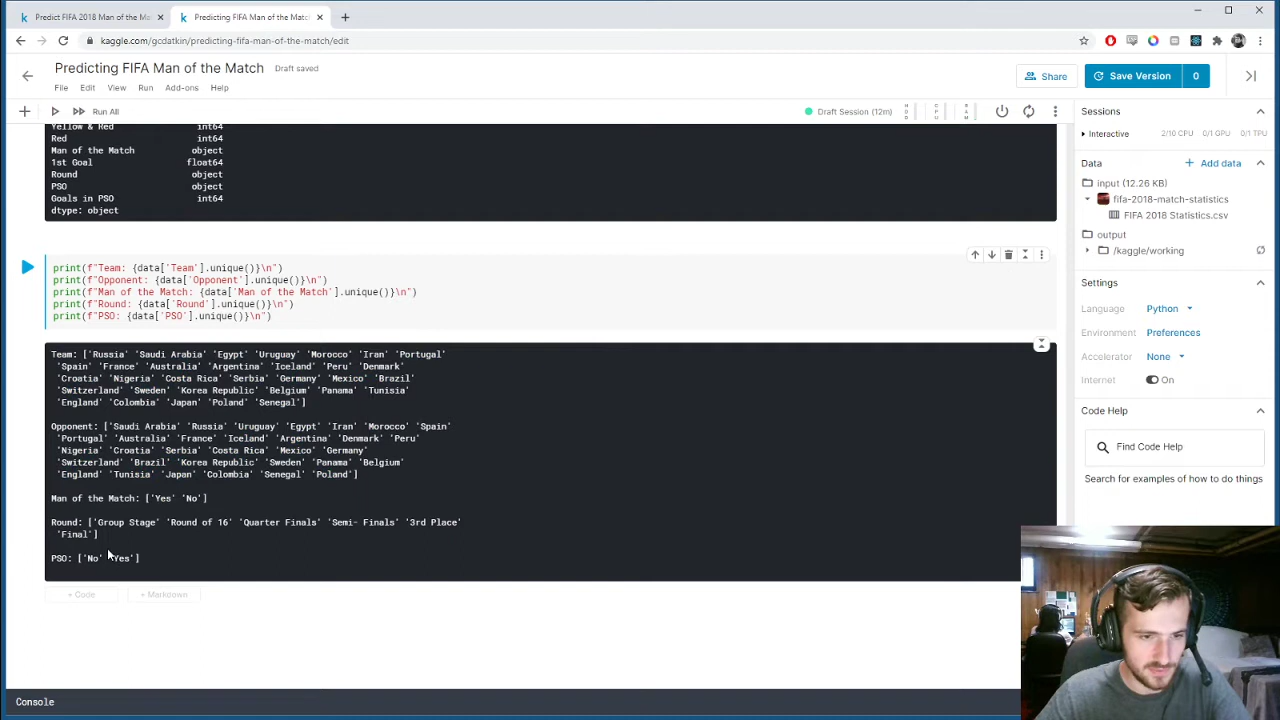 Predict FIFA 2018 Man of the Ma
Predicting FIFA Man of the Matc
kaggle.com/gcdatkin/predicting-fifa-man-of-the-match/edit
Predicting FIFA Man of the Match
Draft saved
Share
Save Version
0
File
Edit
View
Run
Add-ons
Help
Run All
Draft Session (12m)
Yellow & Red int64
Red int64
Man of the Match object
1st Goal float64
Round object
PSO object
Goals in PSO int64
dtype: object
print(f"Team: {data['Team'].unique()}\n")
print(f"Opponent: {data['Opponent'].unique()}\n")
print(f"Man of the Match: {data['Man of the Match'].unique()}\n")
print(f"Round: {data['Round'].unique()}\n")
print(f"PSO: {data['PSO'].unique()}\n")
Team: ['Russia' 'Saudi Arabia' 'Egypt' 'Uruguay' 'Morocco' 'Iran' 'Portugal'
'Spain' 'France' 'Australia' 'Argentina' 'Iceland' 'Peru' 'Denmark'
'Croatia' 'Nigeria' 'Costa Rica' 'Serbia' 'Germany' 'Mexico' 'Brazil'
'Switzerland' 'Sweden' 'Korea Republic' 'Belgium' 'Panama' 'Tunisia'
'England' 'Colombia' 'Japan' 'Poland' 'Senegal']
Opponent: ['Saudi Arabia' 'Russia' 'Uruguay' 'Egypt' 'Iran' 'Morocco' 'Spain'
'Portugal' 'Australia' 'France' 'Iceland' 'Argentina' 'Denmark' 'Peru'
'Nigeria' 'Croatia' 'Serbia' 'Costa Rica' 'Mexico' 'Germany'
'Switzerland' 'Brazil' 'Korea Republic' 'Sweden' 'Panama' 'Belgium'
'England' 'Tunisia' 'Japan' 'Colombia' 'Senegal' 'Poland']
Man of the Match: ['Yes' 'No']
Round: ['Group Stage' 'Round of 16' 'Quarter Finals' 'Semi- Finals' '3rd Place'
'Final']
PSO: ['No' 'Yes']
+ Code
+ Markdown
Console
Sessions
Interactive
2/10 CPU 0/1 GPU 0/1 TPU
Data
+ Add data
input (12.26 KB)
fifa-2018-match-statistics
FIFA 2018 Statistics.csv
output
/kaggle/working
Settings
Language Python
Environment Preferences
Accelerator None
Internet On
Code Help
Find Code Help
Search for examples of how to do things